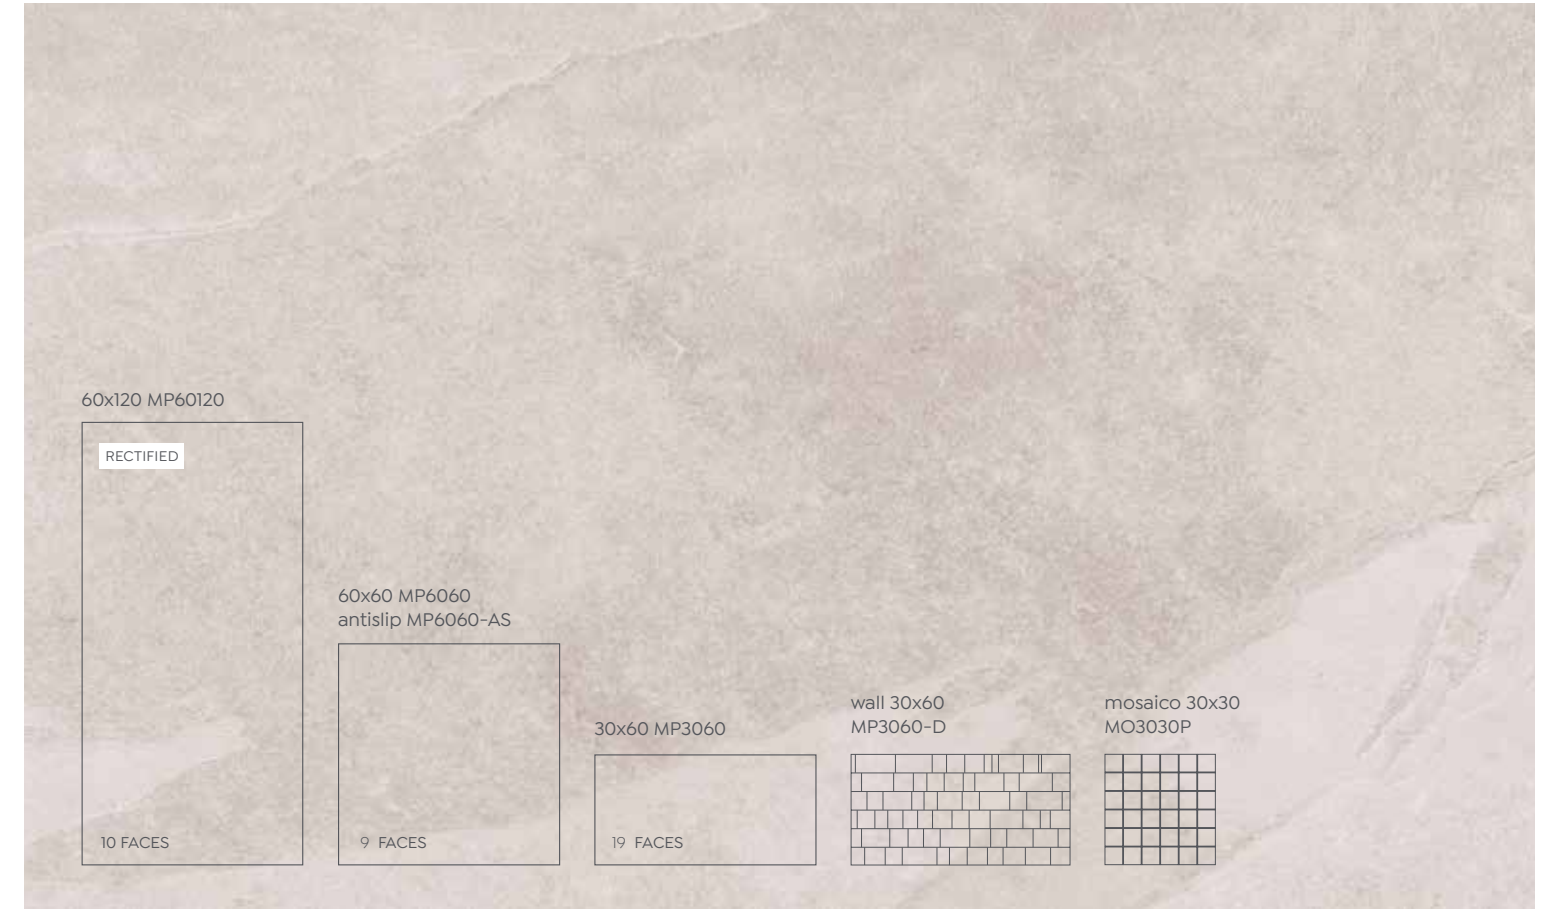 60x120 MP60120
RECTIFIED
10 FACES
60x60 MP6060
antislip MP6060-AS
9 FACES
30x60 MP3060
19 FACES
wall 30x60
MP3060-D
mosaico 30x30
MO3030P